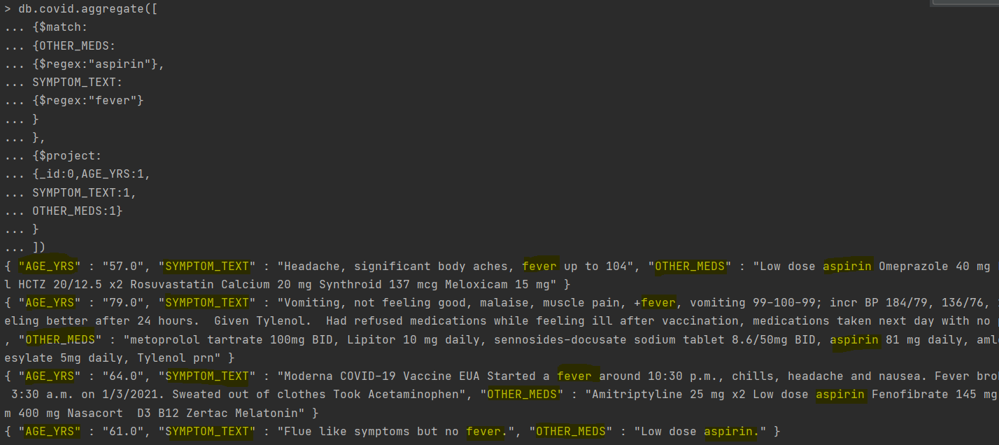 > db.covid.aggregate([
... {$match:
... {OTHER_MEDS:
... {$regex:"aspirin"},
... SYMPTOM_TEXT:
... {$regex:"fever"}
... }
... },
... {$project:
... {_id:0,AGE_YRS:1,
... SYMPTOM_TEXT:1,
... OTHER_MEDS:1}
... }
... ])
{ "AGE_YRS" : "57.0", "SYMPTOM_TEXT" : "Headache, significant body aches, fever up to 104", "OTHER_MEDS" : "Low dose aspirin Omeprazole 40 mg
l HCTZ 20/12.5 x2 Rosuvastatin Calcium 20 mg Synthroid 137 mcg Meloxicam 15 mg" }
{ "AGE_YRS" : "79.0", "SYMPTOM_TEXT" : "Vomiting, not feeling good, malaise, muscle pain, +fever, vomiting 99-100-99; incr BP 184/79, 136/76,
eling better after 24 hours.  Given Tylenol.  Had refused medications while feeling ill after vaccination, medications taken next day with no
, "OTHER_MEDS" : "metoprolol tartrate 100mg BID, Lipitor 10 mg daily, sennosides-docusate sodium tablet 8.6/50mg BID, aspirin 81 mg daily, aml
esylate 5mg daily, Tylenol prn" }
{ "AGE_YRS" : "64.0", "SYMPTOM_TEXT" : "Moderna COVID-19 Vaccine EUA Started a fever around 10:30 p.m., chills, headache and nausea. Fever bro
 3:30 a.m. on 1/3/2021. Sweated out of clothes Took Acetaminophen", "OTHER_MEDS" : "Amitriptyline 25 mg x2 Low dose aspirin Fenofibrate 145 mg
m 400 mg Nasacort  D3 B12 Zertac Melatonin" }
{ "AGE_YRS" : "61.0", "SYMPTOM_TEXT" : "Flue like symptoms but no fever.", "OTHER_MEDS" : "Low dose aspirin." }